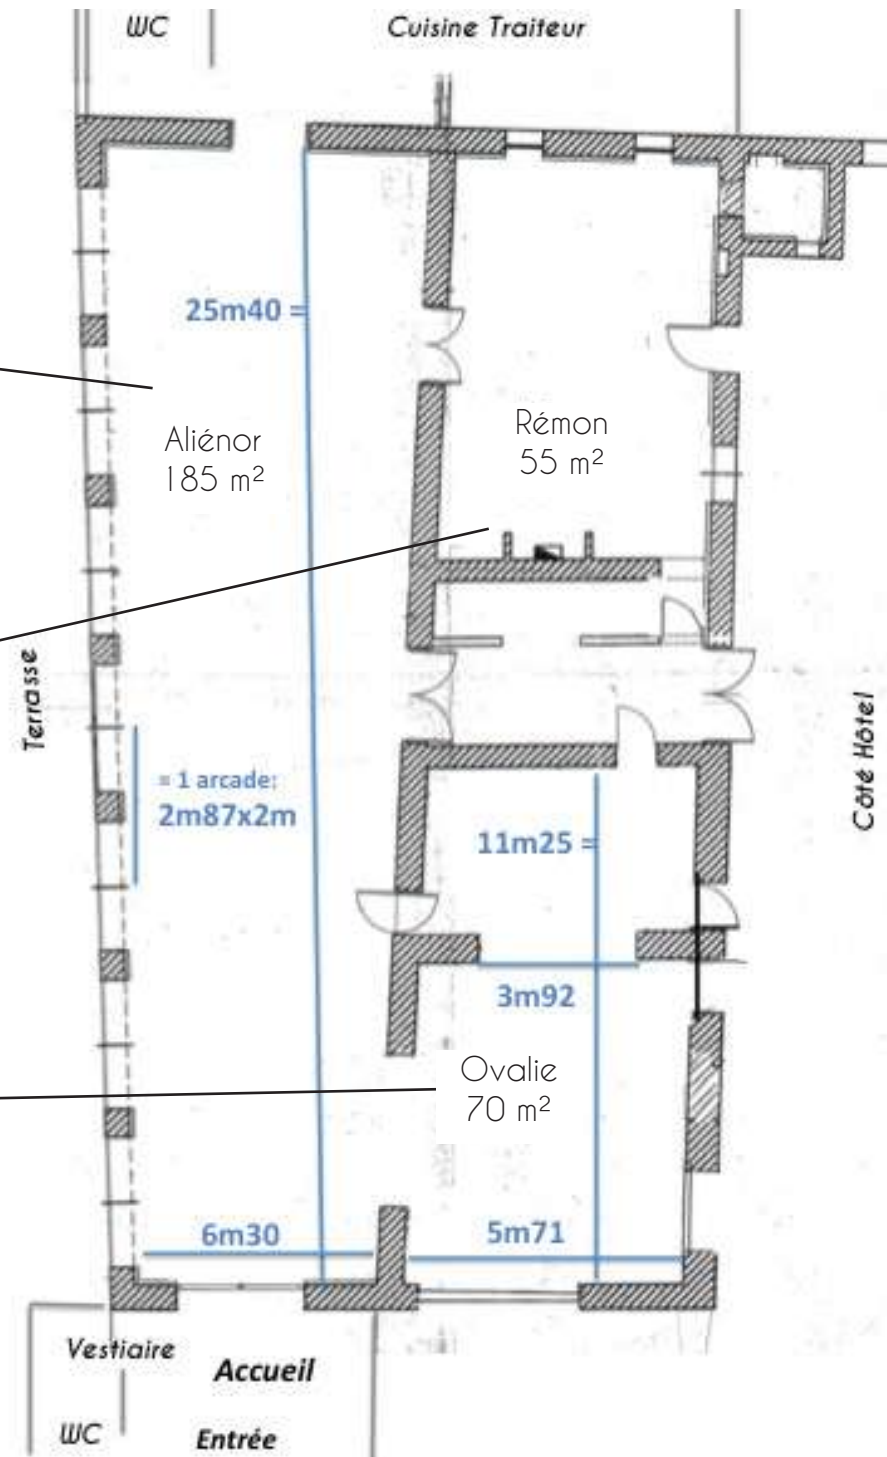 WC
Cuisine Traiteur
25m40 =
Aliénor
185 m²
Rémon
55 m²
Terrasse
Côté Hôtel
= 1 arcade:
2m87x2m
11m25 =
3m92
Ovalie
70 m²
6m30
5m71
Vestiaire
Accueil
WC
Entrée